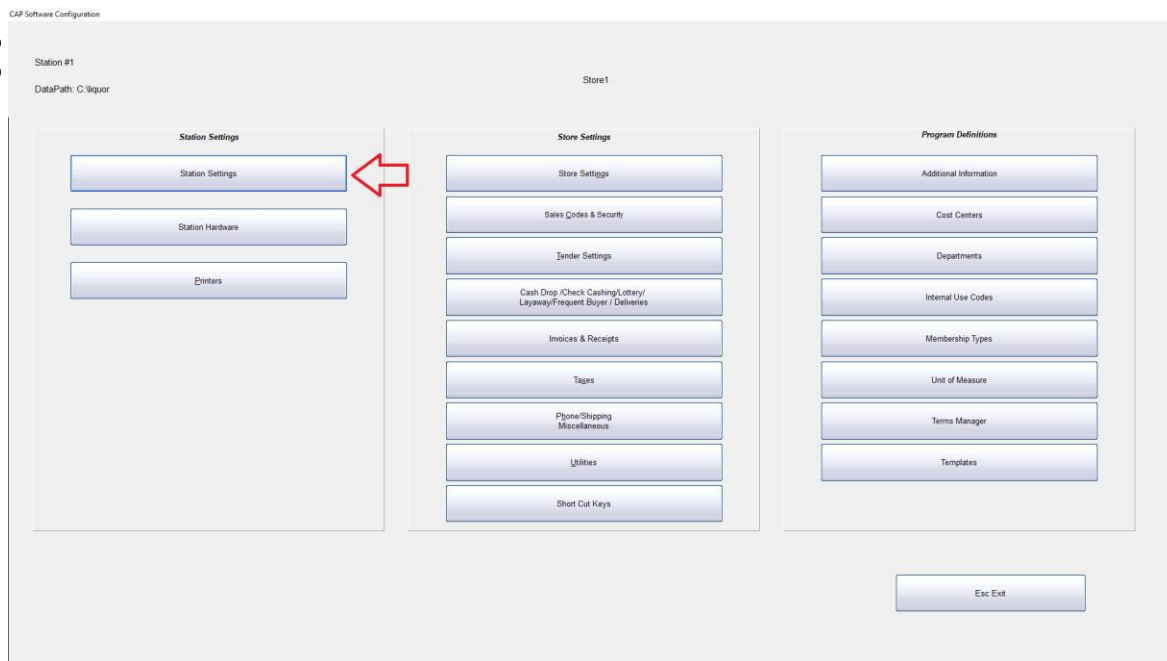 CAP Software Configuration
Station #1
DataPath: C:\liquor
Store1
Station Settings
Station Settings
Station Hardware
Printers
Store Settings
Store Settings
Sales Codes & Security
Tender Settings
Cash Drop /Check Cashing/Lottery/
Layaway/Frequent Buyer / Deliveries
Invoices & Receipts
Taxes
Phone/Shipping
Miscellaneous
Utilities
Short Cut Keys
Program Definitions
Additional Information
Cost Centers
Departments
Internal Use Codes
Membership Types
Unit of Measure
Terms Manager
Templates
Esc Exit